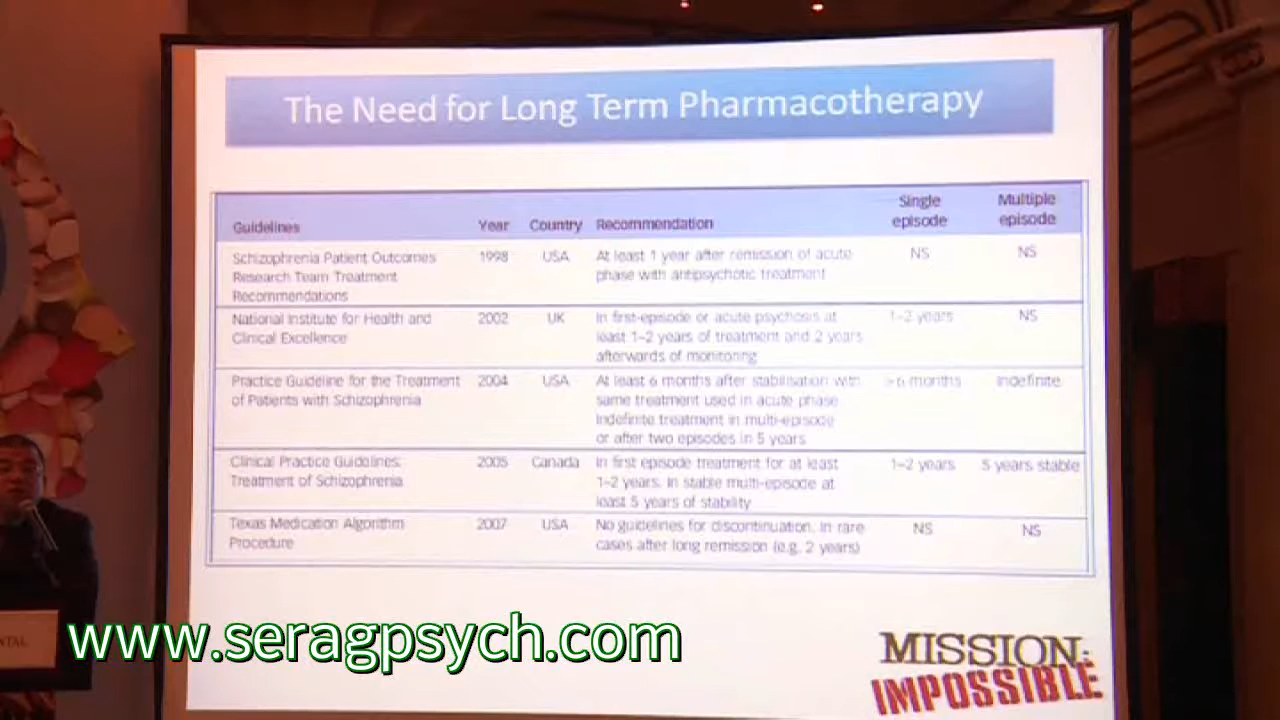 The Need for Long Term Pharmacotherapy
Guidelines Year Country Recommendation Single episode Multiple episode
Schizophrenia Patient Outcomes 1998 USA At least 1 year after remission of acute NS NS
Research Team Treatment phase with antipsychotic treatment
Recommendations
National Institute for Health and 2002 UK In first-episode or acute psychosis at 1–2 years NS
Clinical Excellence least 1–2 years of treatment and 2 years
afterwards of monitoring
Practice Guideline for the Treatment 2004 USA At least 6 months after stabilisation with >6 months Indefinite
of Patients with Schizophrenia same treatment used in acute phase
Indefinite treatment in multi-episode
or after two episodes in 5 years
Clinical Practice Guidelines: 2005 Canada In first episode treatment for at least 1–2 years 5 years stable
Treatment of Schizophrenia 1–2 years. In stable multi-episode at
least 5 years of stability
Texas Medication Algorithm 2007 USA No guidelines for discontinuation. In rare NS NS
Procedure cases after long remission (e.g. 2 years)
NTAL
www.seragpsych.com
MISSION:
IMPOSSIBLE